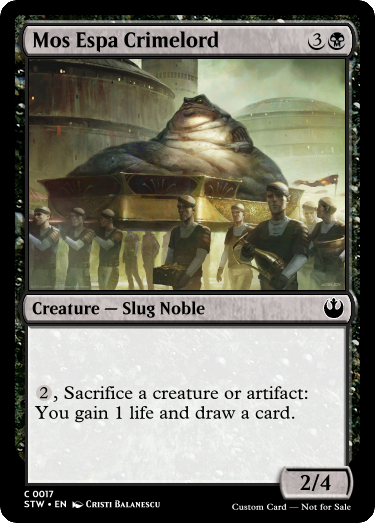 Mos Espa Crimelord 3
Creature — Slug Noble
2, Sacrifice a creature or artifact:
You gain 1 life and draw a card.
2/4
C 0017
STW • EN Cristi Balanescu
Custom Card — Not for Sale